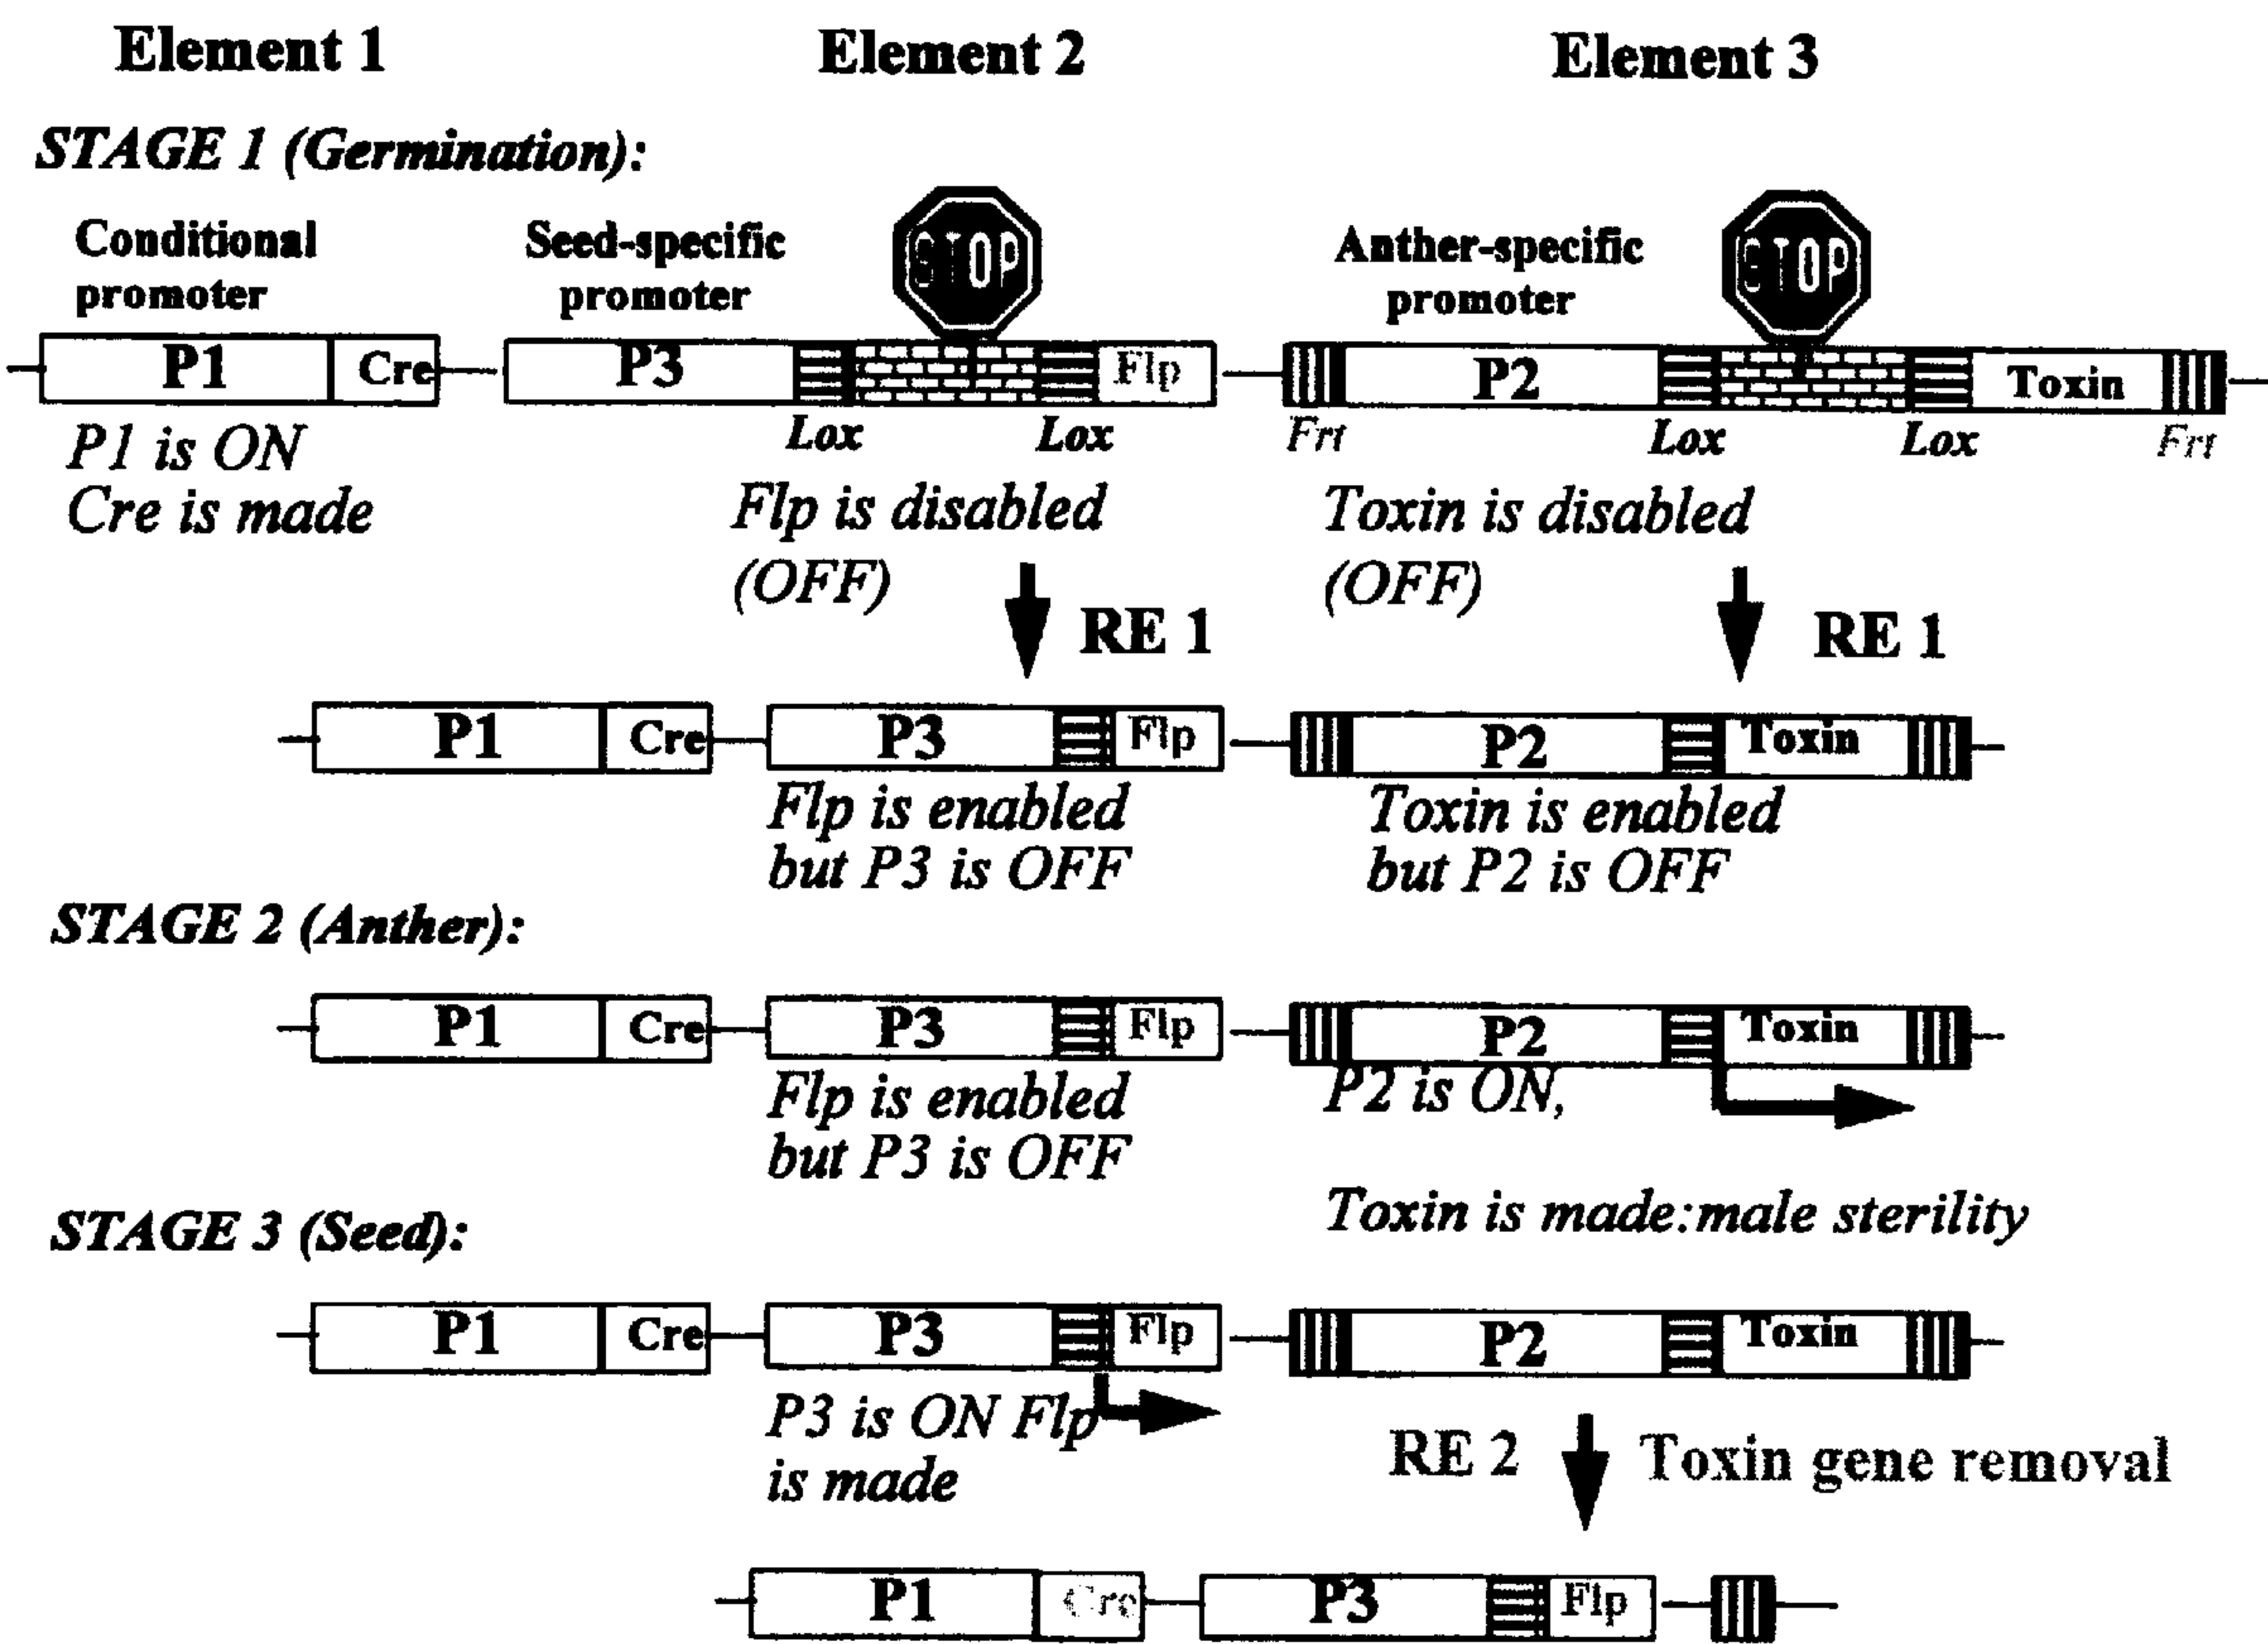 Element 1 Element 2 Element 3
STAGE 1 (Germination):
Conditional promoter
Seed-specific promoter
STOP
Anther-specific promoter
STOP
P1 Cre P3 Flp P2 Toxin
Lox Lox Frt Lox Lox Frt
P1 is ON
Cre is made
Flp is disabled
(OFF)
Toxin is disabled
(OFF)
RE 1 RE 1
P1 Cre P3 Flp P2 Toxin
Flp is enabled
but P3 is OFF
Toxin is enabled
but P2 is OFF
STAGE 2 (Anther):
P1 Cre P3 Flp P2 Toxin
Flp is enabled
but P3 is OFF
P2 is ON,
Toxin is made:male sterility
STAGE 3 (Seed):
P1 Cre P3 Flp P2 Toxin
P3 is ON Flp
is made
RE 2 Toxin gene removal
P1 Cre P3 Flp